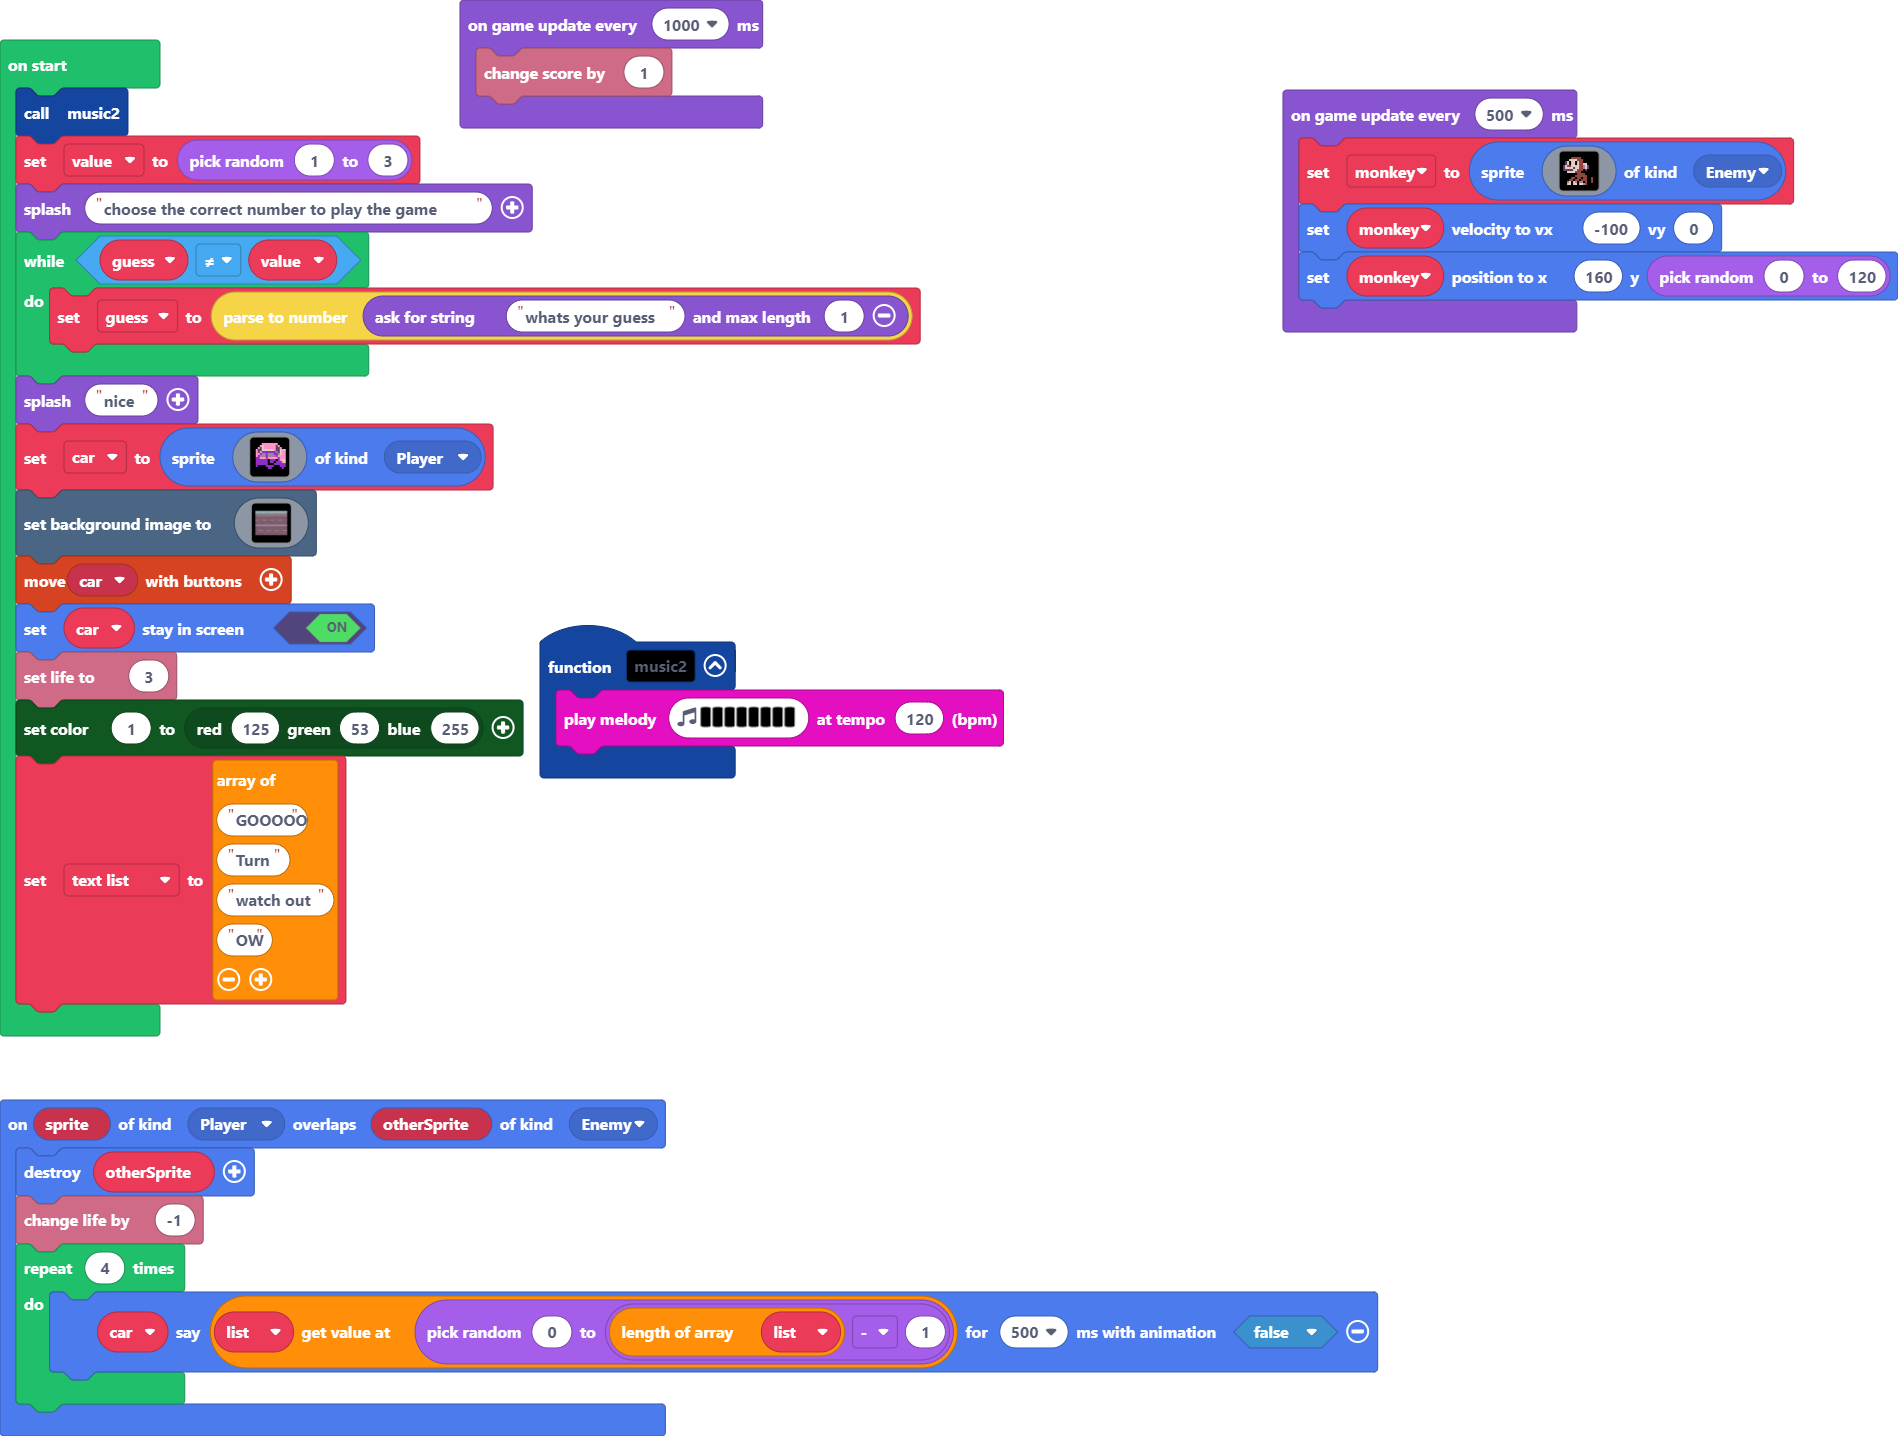 on start
call music2
set value to pick random 1 to 3
splash "choose the correct number to play the game"
while guess ≠ value
do set guess to parse to number ask for string "whats your guess" and max length 1
splash "nice"
set car to sprite of kind Player
set background image to
move car with buttons
set car stay in screen ON
set life to 3
set color 1 to red 125 green 53 blue 255
set text list to array of
"GOOOOO"
"Turn"
"watch out"
"OW"
on game update every 1000 ms
change score by 1
on game update every 500 ms
set monkey to sprite of kind Enemy
set monkey velocity to vx -100 vy 0
set monkey position to x 160 y pick random 0 to 120
function music2
play melody at tempo 120 (bpm)
on sprite of kind Player overlaps otherSprite of kind Enemy
destroy otherSprite
change life by -1
repeat 4 times
do car say list get value at pick random 0 to length of array list - 1 for 500 ms with animation false